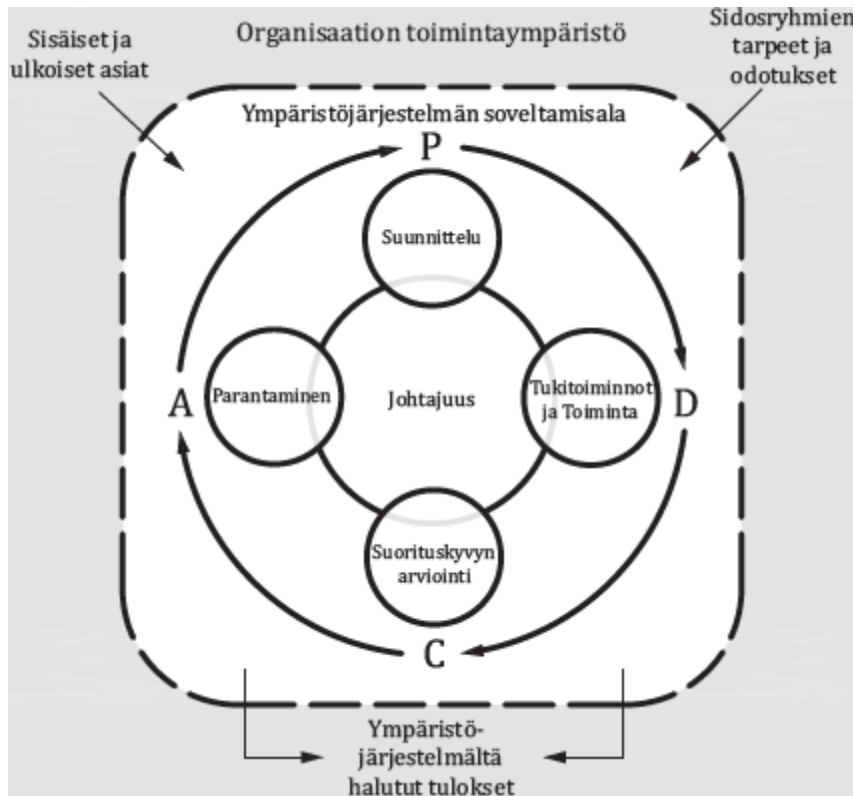 Organisaation toimintaympäristö
Sisäiset ja
ulkoiset asiat
Sidosryhmien
tarpeet ja
odotukset
Ympäristöjärjestelmän soveltamisala
P
Suunnittelu
A
Parantaminen
Johtajuus
Tukitoiminnot
ja Toiminta
D
Suorituskyvyn
arviointi
C
Ympäristö-
järjestelmältä
halutut tulokset